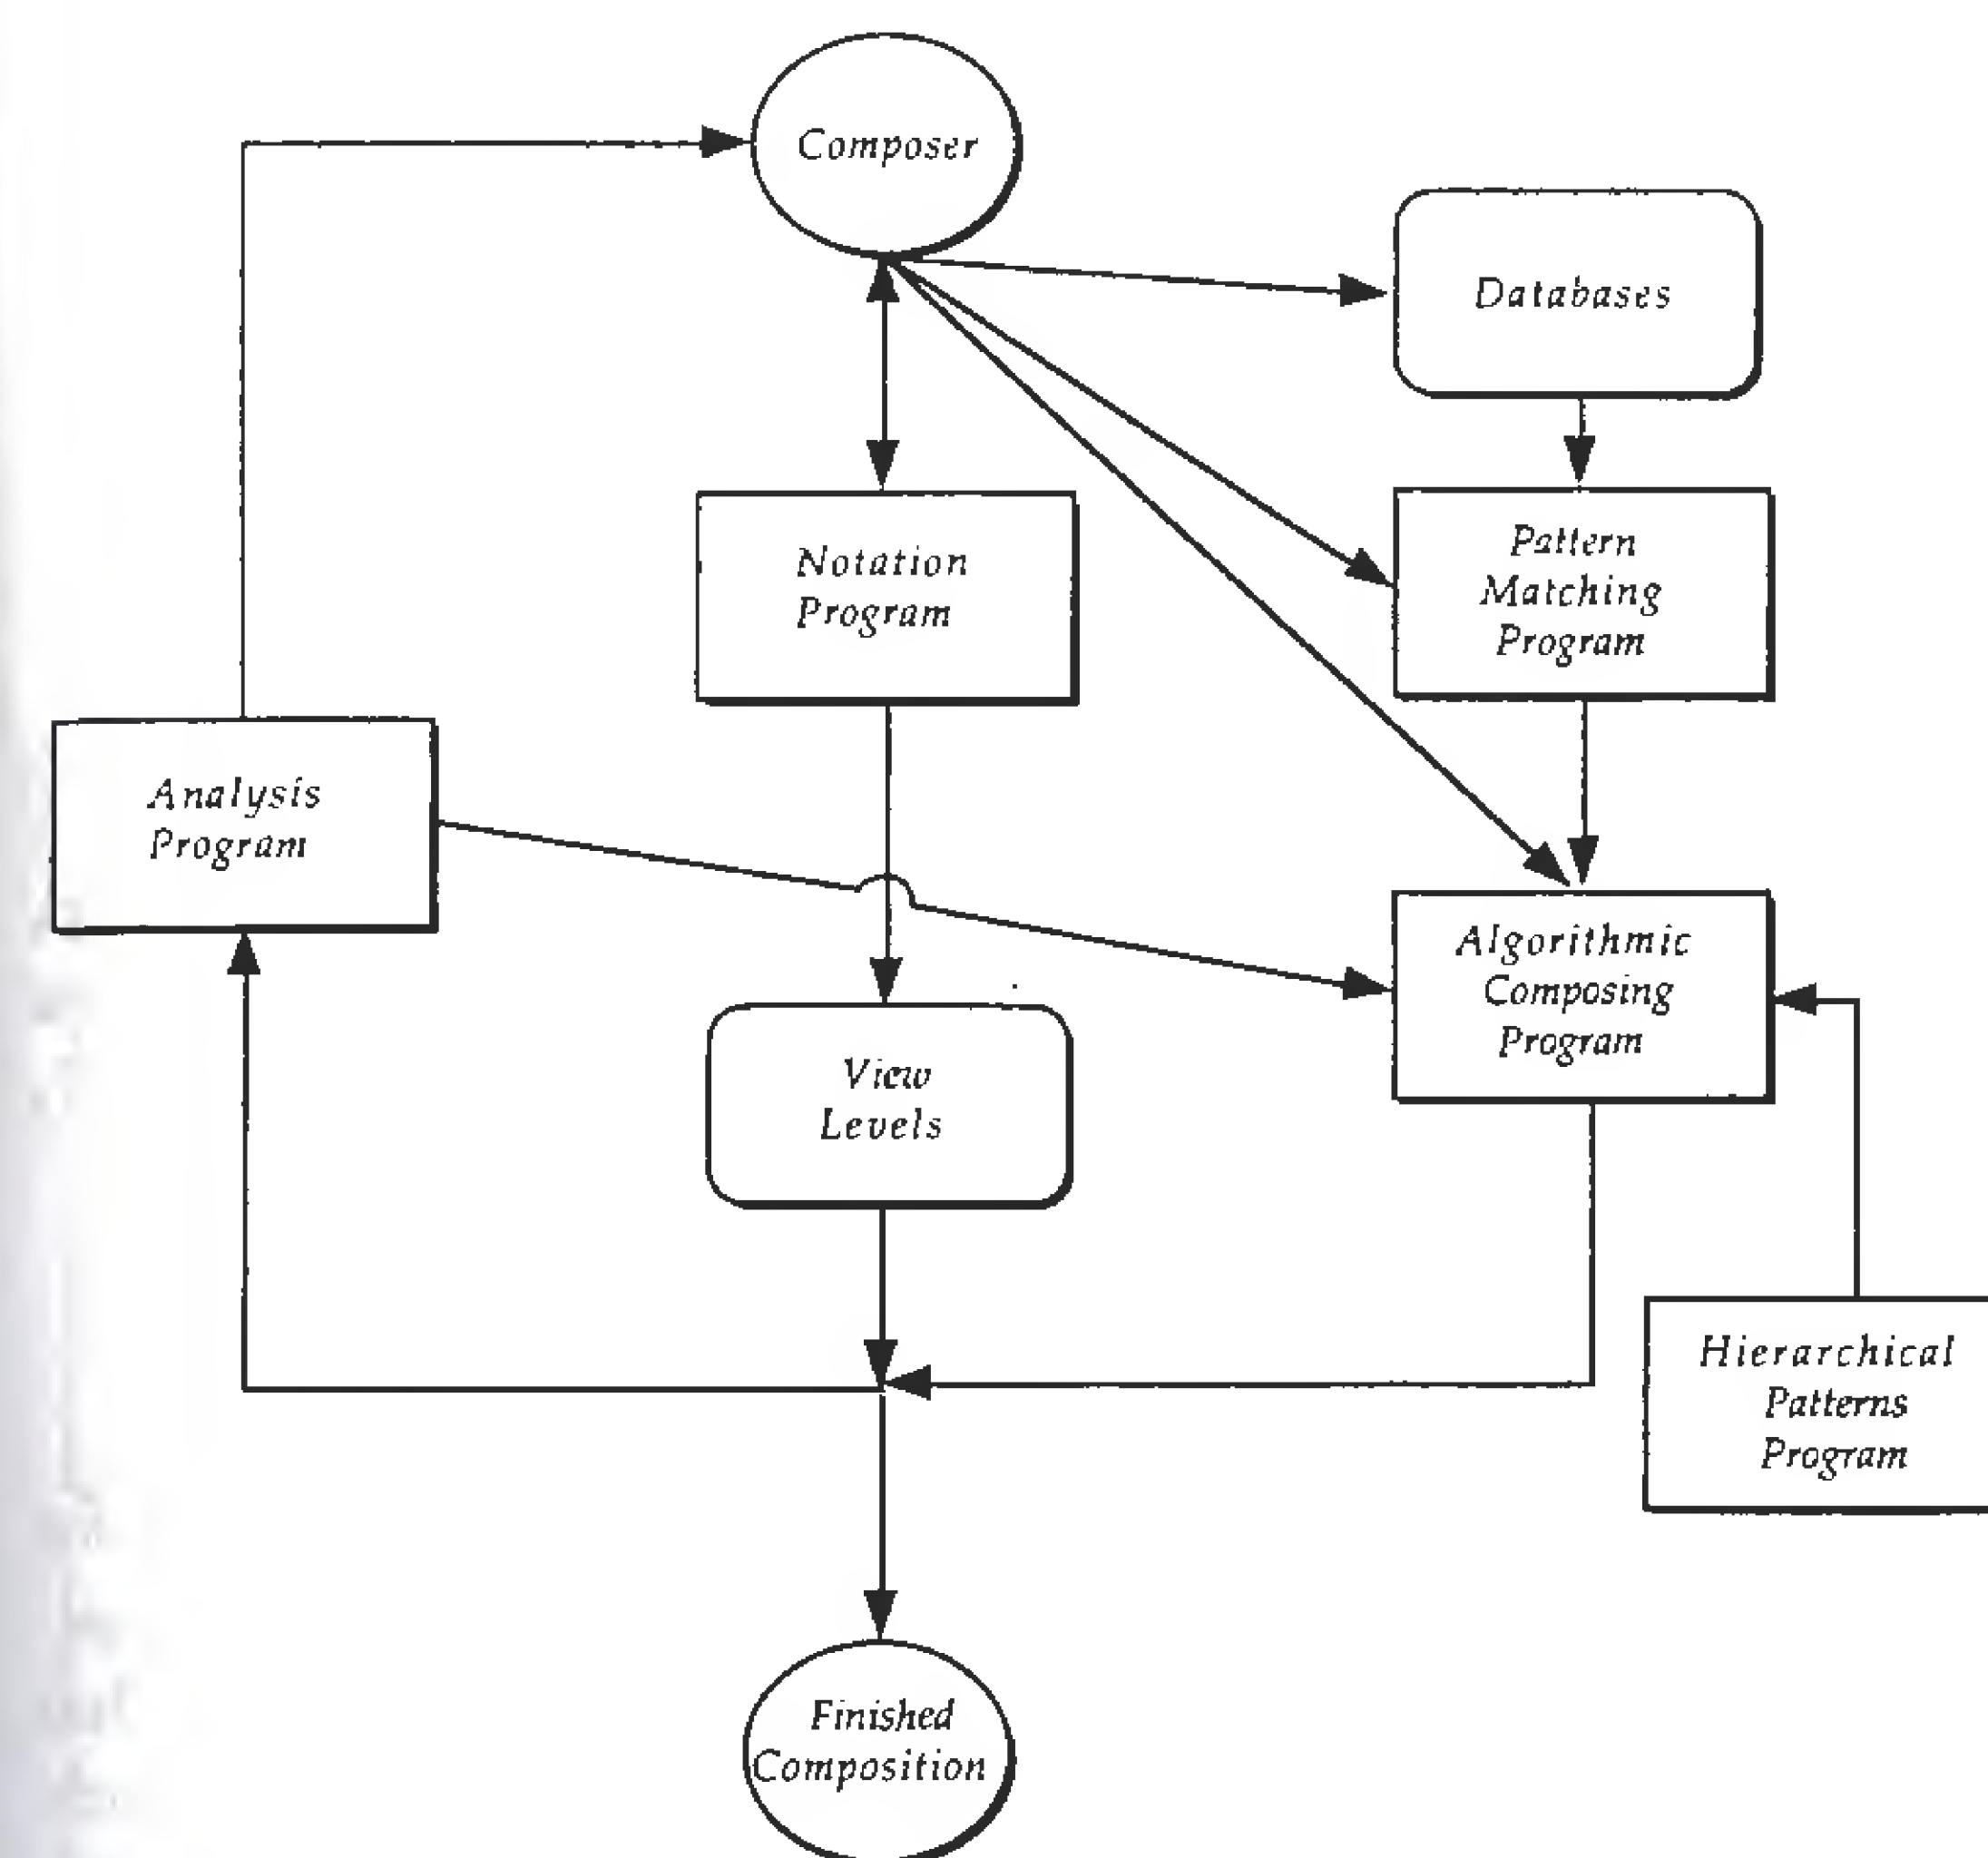 Composer
Databases
Notation
Program
Pattern
Matching
Program
Analysis
Program
Algorithmic
Composing
Program
View
Levels
Hierarchical
Patterns
Program
Finished
Composition